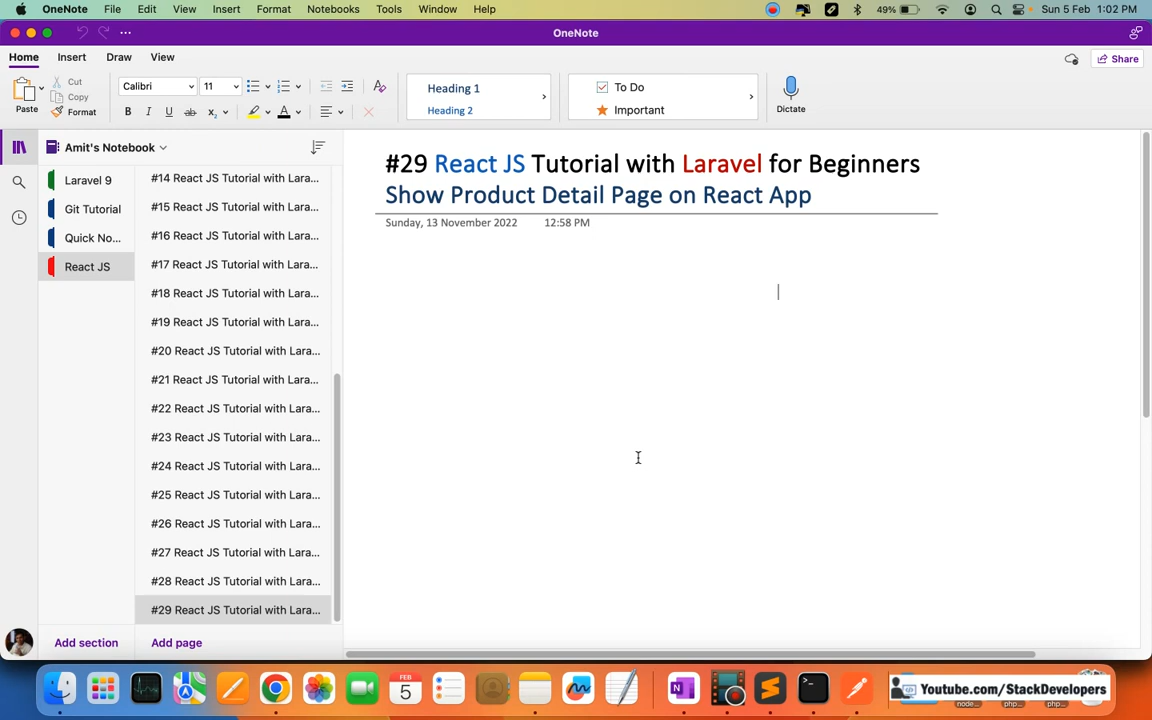 OneNote File Edit View Insert Format Notebooks Tools Window Help 49% Sun 5 Feb 1:02 PM
OneNote
Home Insert Draw View Share
Paste Cut Copy Format Calibri 11 Heading 1 Heading 2 To Do Important Dictate
B I U ab X₂ A
Amit's Notebook
Laravel 9
Git Tutorial
Quick No...
React JS
#14 React JS Tutorial with Lara...
#15 React JS Tutorial with Lara...
#16 React JS Tutorial with Lara...
#17 React JS Tutorial with Lara...
#18 React JS Tutorial with Lara...
#19 React JS Tutorial with Lara...
#20 React JS Tutorial with Lara...
#21 React JS Tutorial with Lara...
#22 React JS Tutorial with Lara...
#23 React JS Tutorial with Lara...
#24 React JS Tutorial with Lara...
#25 React JS Tutorial with Lara...
#26 React JS Tutorial with Lara...
#27 React JS Tutorial with Lara...
#28 React JS Tutorial with Lara...
#29 React JS Tutorial with Lara...
Add section Add page
#29 React JS Tutorial with Laravel for Beginners
Show Product Detail Page on React App
Sunday, 13 November 2022 12:58 PM
FEB
5
Youtube.com/StackDevelopers